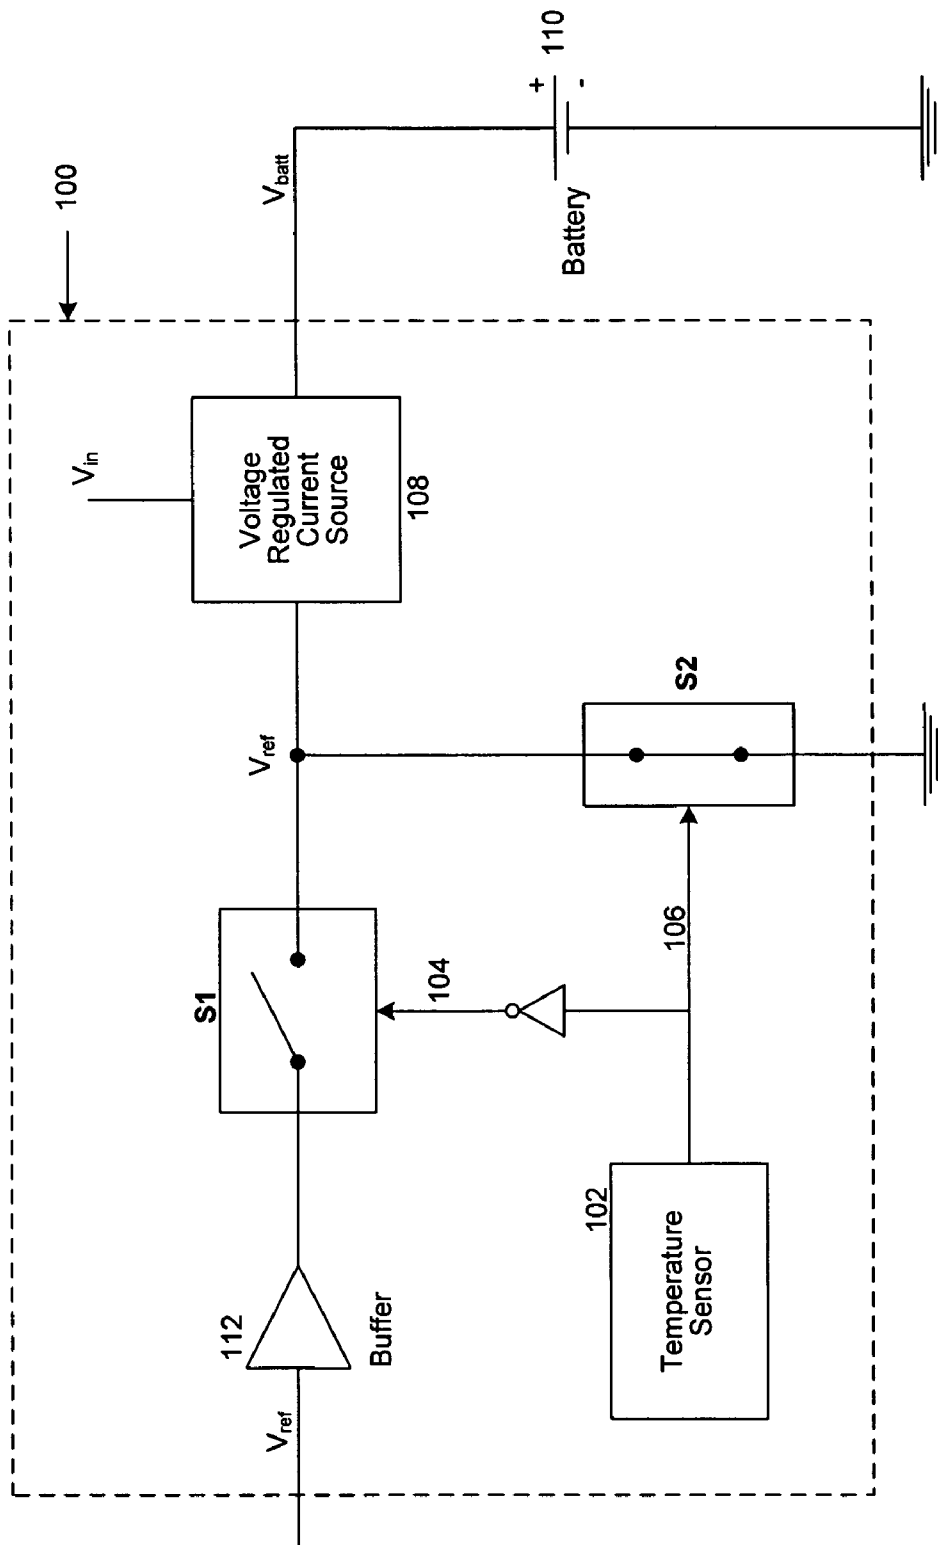 100
V_in
V_batt
110
+
-
Battery
Voltage
Regulated
Current
Source
108
V_ref
S1
S2
104
106
112
Buffer
V_ref
102
Temperature
Sensor